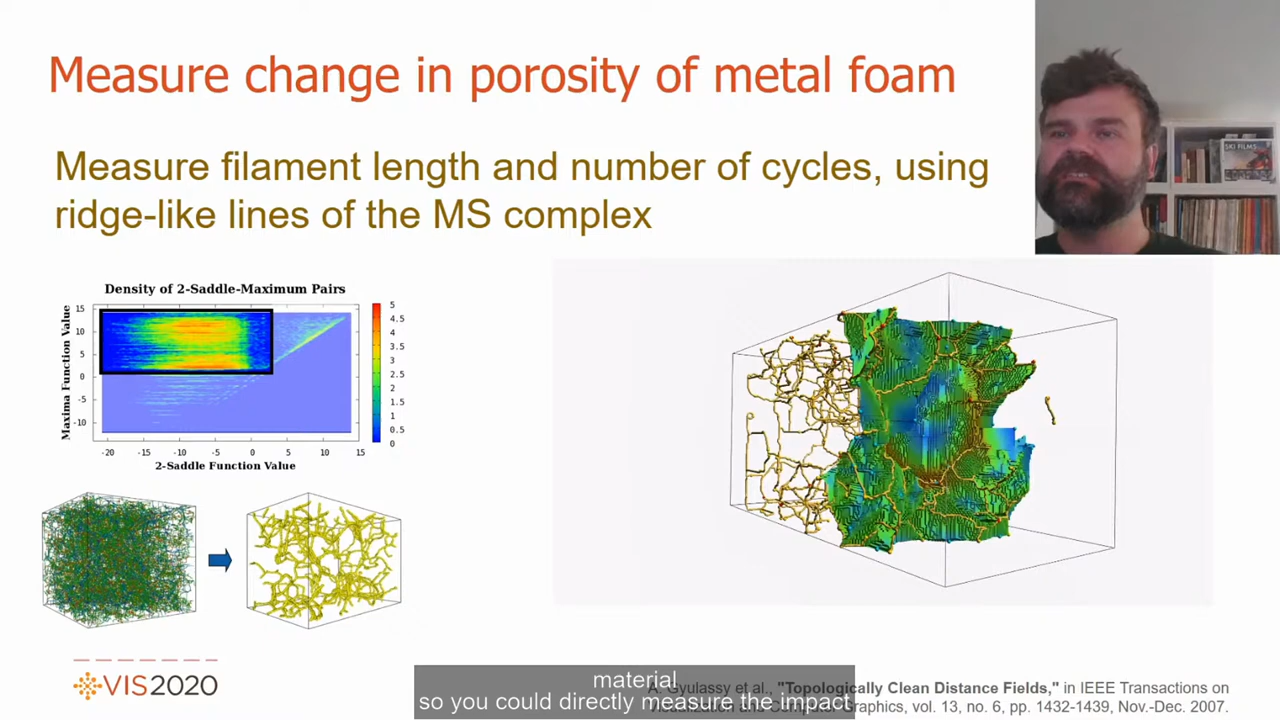 Measure change in porosity of metal foam
SKI FILMS
Measure filament length and number of cycles, using
ridge-like lines of the MS complex
Density of 2-Saddle-Maximum Pairs
Maxima Function Value
15
10
5
0
-5
-10
-20 -15 -10 -5 0 5 10 15
2-Saddle Function Value
5
4.5
4
3.5
3
2.5
2
1.5
1
0.5
0
VIS2020
material
so you could directly measure the impact
A. Gyulassy et al., "Topologically Clean Distance Fields," in IEEE Transactions on
Graphics, vol. 13, no. 6, pp. 1432-1439, Nov.-Dec. 2007.